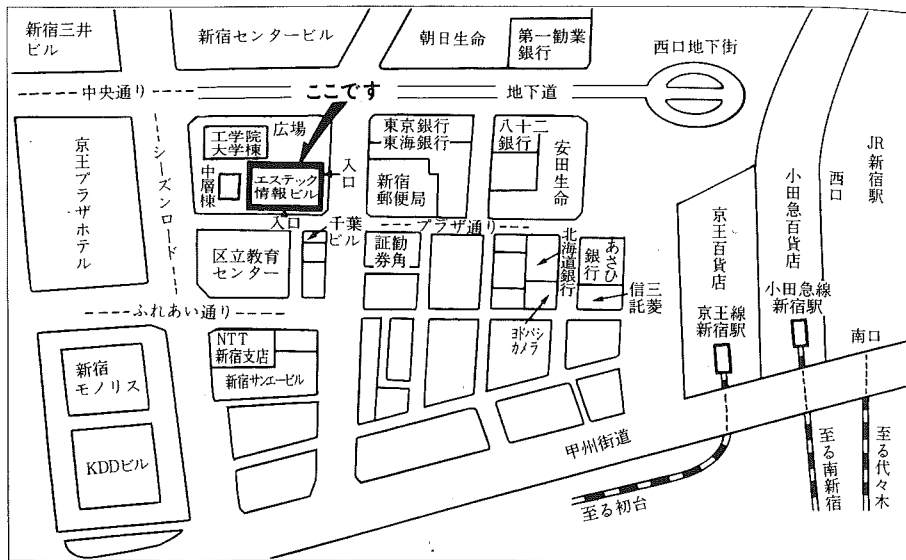 新宿三井
ビル
新宿センタービル
朝日生命
第一勧業
銀行
西口地下街
中央通り
ここです
地下道
京王プラザホテル
シーズンロード
工学院
大学棟
広場
中層棟
エステック
情報ビル
入口
入口
東京銀行
東海銀行
新宿
郵便局
八十二
銀行
安田生命
JR新宿駅
西口
小田急百貨店
京王百貨店
千葉
ビル
プラザ通り
区立教育
センター
証勧
券角
北海道銀行
あさひ
銀行
三菱
信託
小田急線
新宿駅
京王線
新宿駅
ふれあい通り
ヨドバシ
カメラ
南口
NTT
新宿支店
新宿サンエービル
新宿
モノリス
KDDビル
甲州街道
至る初台
至る南新宿
至る代々木